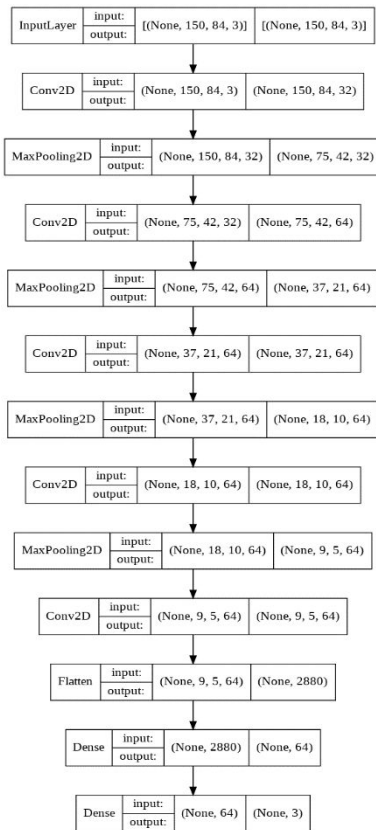 InputLayer input: output: [(None, 150, 84, 3)] [(None, 150, 84, 3)]
Conv2D input: output: (None, 150, 84, 3) (None, 150, 84, 32)
MaxPooling2D input: output: (None, 150, 84, 32) (None, 75, 42, 32)
Conv2D input: output: (None, 75, 42, 32) (None, 75, 42, 64)
MaxPooling2D input: output: (None, 75, 42, 64) (None, 37, 21, 64)
Conv2D input: output: (None, 37, 21, 64) (None, 37, 21, 64)
MaxPooling2D input: output: (None, 37, 21, 64) (None, 18, 10, 64)
Conv2D input: output: (None, 18, 10, 64) (None, 18, 10, 64)
MaxPooling2D input: output: (None, 18, 10, 64) (None, 9, 5, 64)
Conv2D input: output: (None, 9, 5, 64) (None, 9, 5, 64)
Flatten input: output: (None, 9, 5, 64) (None, 2880)
Dense input: output: (None, 2880) (None, 64)
Dense input: output: (None, 64) (None, 3)